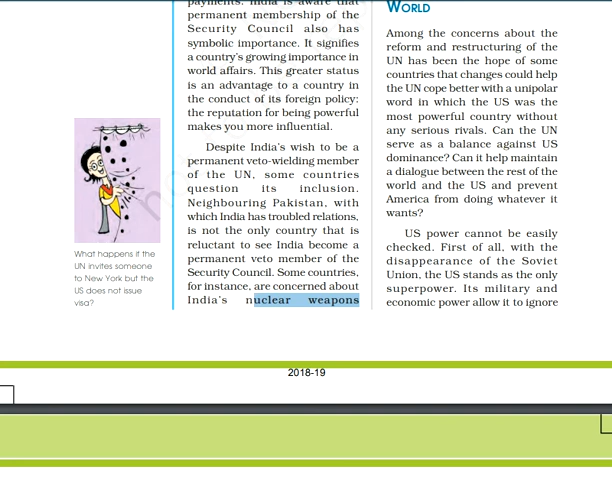 payments. India is aware that
permanent membership of the
Security Council also has
symbolic importance. It signifies
a country's growing importance in
world affairs. This greater status
is an advantage to a country in
the conduct of its foreign policy:
the reputation for being powerful
makes you more influential.
Despite India's wish to be a
permanent veto-wielding member
of the UN, some countries
question its inclusion.
Neighbouring Pakistan, with
which India has troubled relations,
is not the only country that is
reluctant to see India become a
permanent veto member of the
Security Council. Some countries,
for instance, are concerned about
India's nuclear weapons
What happens if the
UN invites someone
to New York but the
US does not issue
visa?
WORLD
Among the concerns about the
reform and restructuring of the
UN has been the hope of some
countries that changes could help
the UN cope better with a unipolar
word in which the US was the
most powerful country without
any serious rivals. Can the UN
serve as a balance against US
dominance? Can it help maintain
a dialogue between the rest of the
world and the US and prevent
America from doing whatever it
wants?
US power cannot be easily
checked. First of all, with the
disappearance of the Soviet
Union, the US stands as the only
superpower. Its military and
economic power allow it to ignore
2018-19